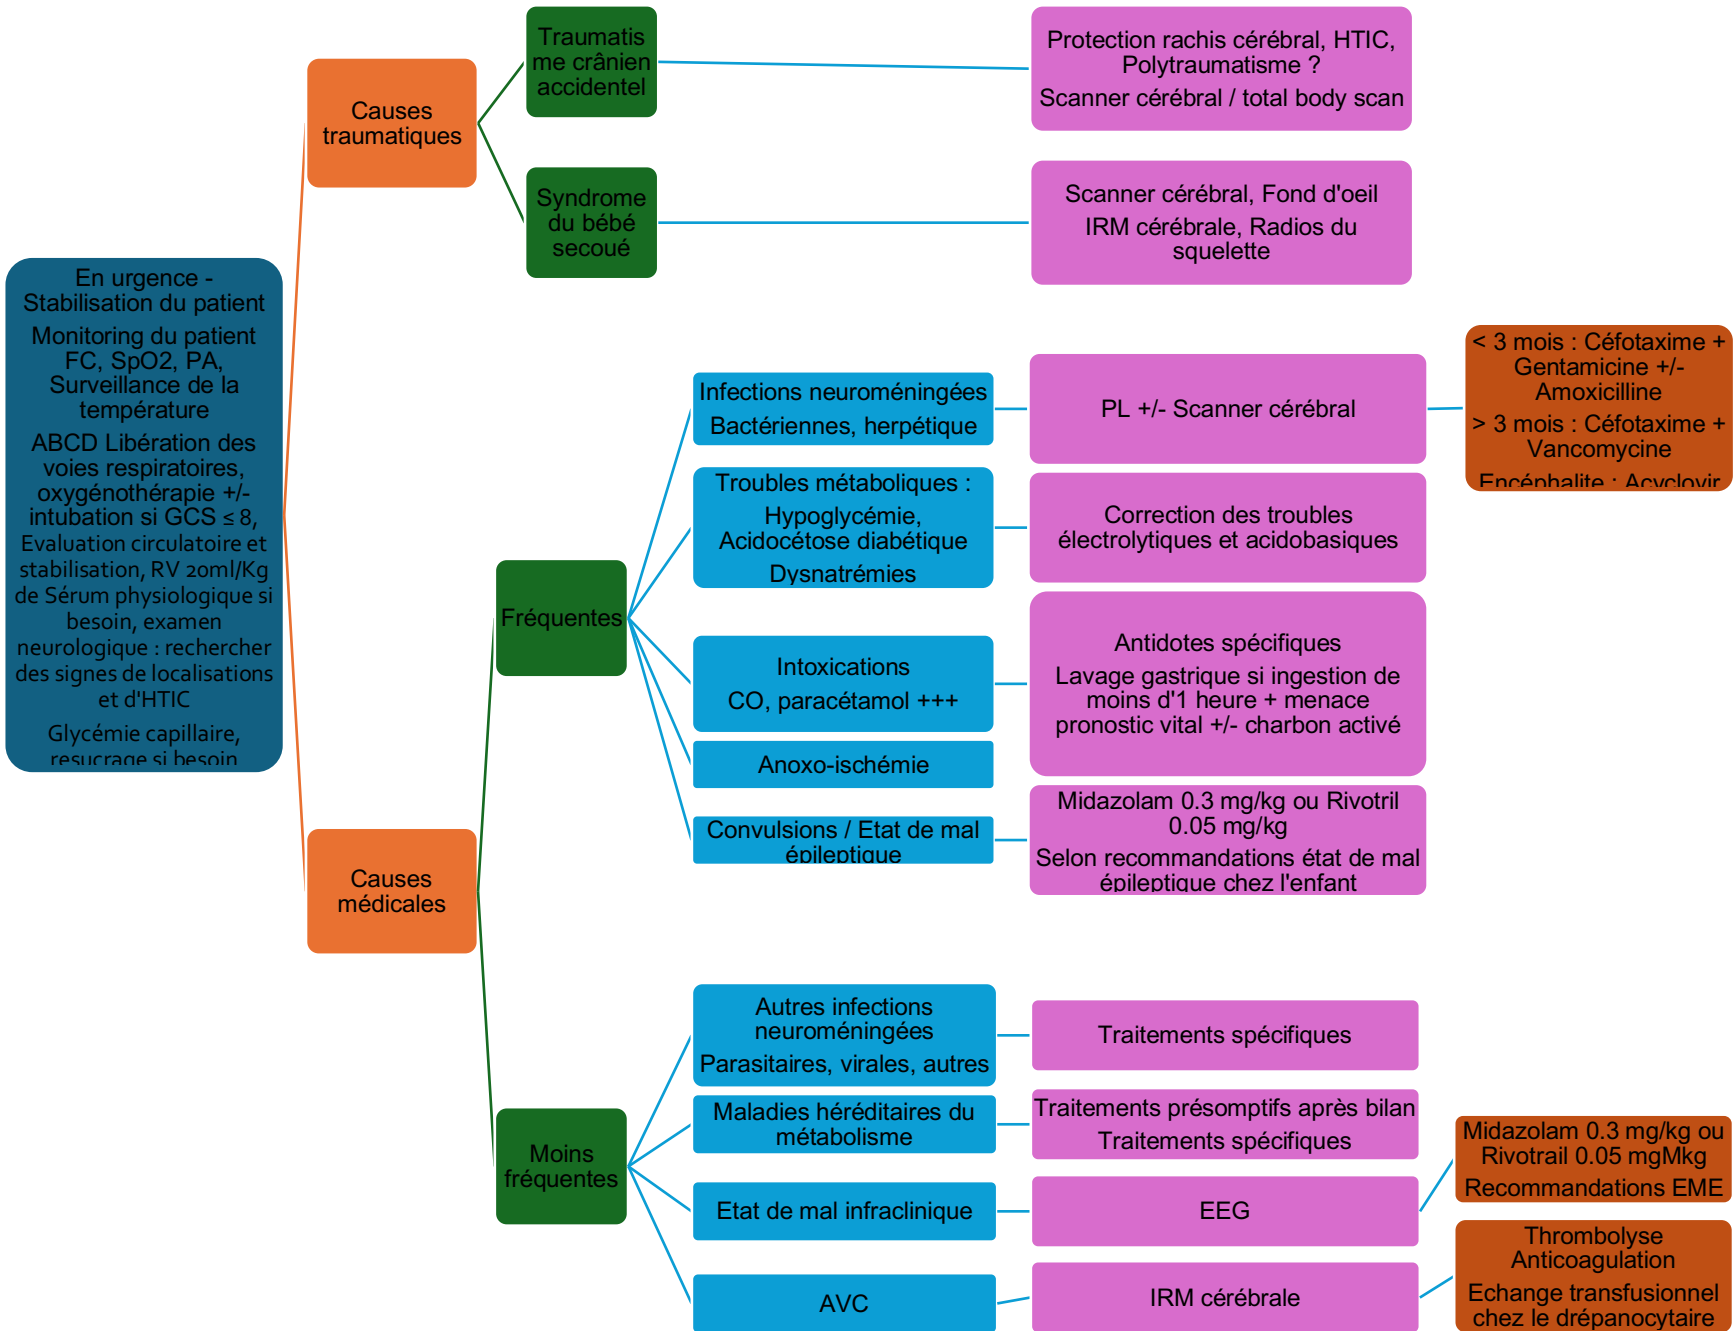 En urgence -
Stabilisation du patient
Monitoring du patient
FC, SpO2, PA,
Surveillance de la
température
ABCD Libération des
voies respiratoires,
oxygénothérapie +/-
intubation si GCS ≤ 8,
Evaluation circulatoire et
stabilisation, RV 20ml/Kg
de Sérum physiologique si
besoin, examen
neurologique : rechercher
des signes de localisations
et d'HTIC
Glycémie capillaire,
resucrage si besoin
Causes
traumatiques
Traumatis
me crânien
accidentel
Protection rachis cérébral, HTIC,
Polytraumatisme ?
Scanner cérébral / total body scan
Syndrome
du bébé
secoué
Scanner cérébral, Fond d'oeil
IRM cérébrale, Radios du
squelette
Causes
médicales
Fréquentes
Infections neuroméningées
Bactériennes, herpétique
PL +/- Scanner cérébral
< 3 mois : Céfotaxime +
Gentamicine +/-
Amoxicilline
> 3 mois : Céfotaxime +
Vancomycine
Encéphalite : Acyclovir
Troubles métaboliques :
Hypoglycémie,
Acidocétose diabétique
Dysnatrémies
Correction des troubles
électrolytiques et acidobasiques
Intoxications
CO, paracétamol +++
Antidotes spécifiques
Lavage gastrique si ingestion de
moins d'1 heure + menace
pronostic vital +/- charbon activé
Anoxo-ischémie
Convulsions / Etat de mal
épileptique
Midazolam 0.3 mg/kg ou Rivotril
0.05 mg/kg
Selon recommandations état de mal
épileptique chez l'enfant
Moins
fréquentes
Autres infections
neuroméningées
Parasitaires, virales, autres
Traitements spécifiques
Maladies héréditaires du
métabolisme
Traitements présomptifs après bilan
Traitements spécifiques
Etat de mal infraclinique
EEG
Midazolam 0.3 mg/kg ou
Rivotrail 0.05 mgMkg
Recommandations EME
AVC
IRM cérébrale
Thrombolyse
Anticoagulation
Echange transfusionnel
chez le drépanocytaire